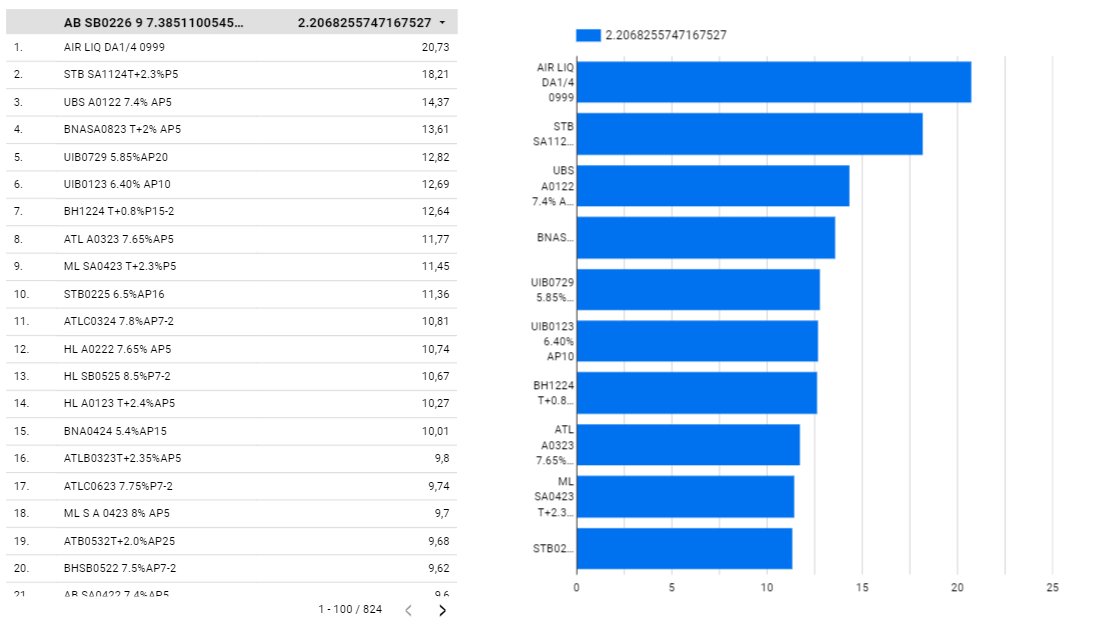 AB SB0226 9 7.3851100545... 2.2068255747167527
1. AIR LIQ DA1/4 0999 20,73
2. STB SA1124T+2.3%P5 18,21
3. UBS A0122 7.4% AP5 14,37
4. BNASA0823 T+2% AP5 13,61
5. UIB0729 5.85%AP20 12,82
6. UIB0123 6.40% AP10 12,69
7. BH1224 T+0.8%P15-2 12,64
8. ATL A0323 7.65%AP5 11,77
9. ML SA0423 T+2.3%P5 11,45
10. STB0225 6.5%AP16 11,36
11. ATLC0324 7.8%AP7-2 10,81
12. HL A0222 7.65% AP5 10,74
13. HL SB0525 8.5%P7-2 10,67
14. HL A0123 T+2.4%AP5 10,27
15. BNA0424 5.4%AP15 10,01
16. ATLB0323T+2.35%AP5 9,8
17. ATLC0623 7.75%P7-2 9,74
18. ML S A 0423 8% AP5 9,7
19. ATB0532T+2.0%AP25 9,68
20. BHSB0522 7.5%AP7-2 9,62
21. AB SA0422 7.4%AP5 9,6
1 - 100 / 824
2.2068255747167527
AIR LIQ
DA1/4
0999
STB
SA112...
UBS
A0122
7.4% A...
BNAS...
UIB0729
5.85%...
UIB0123
6.40%
AP10
BH1224
T+0.8...
ATL
A0323
7.65%...
ML
SA0423
T+2.3...
STB02...
0 5 10 15 20 25